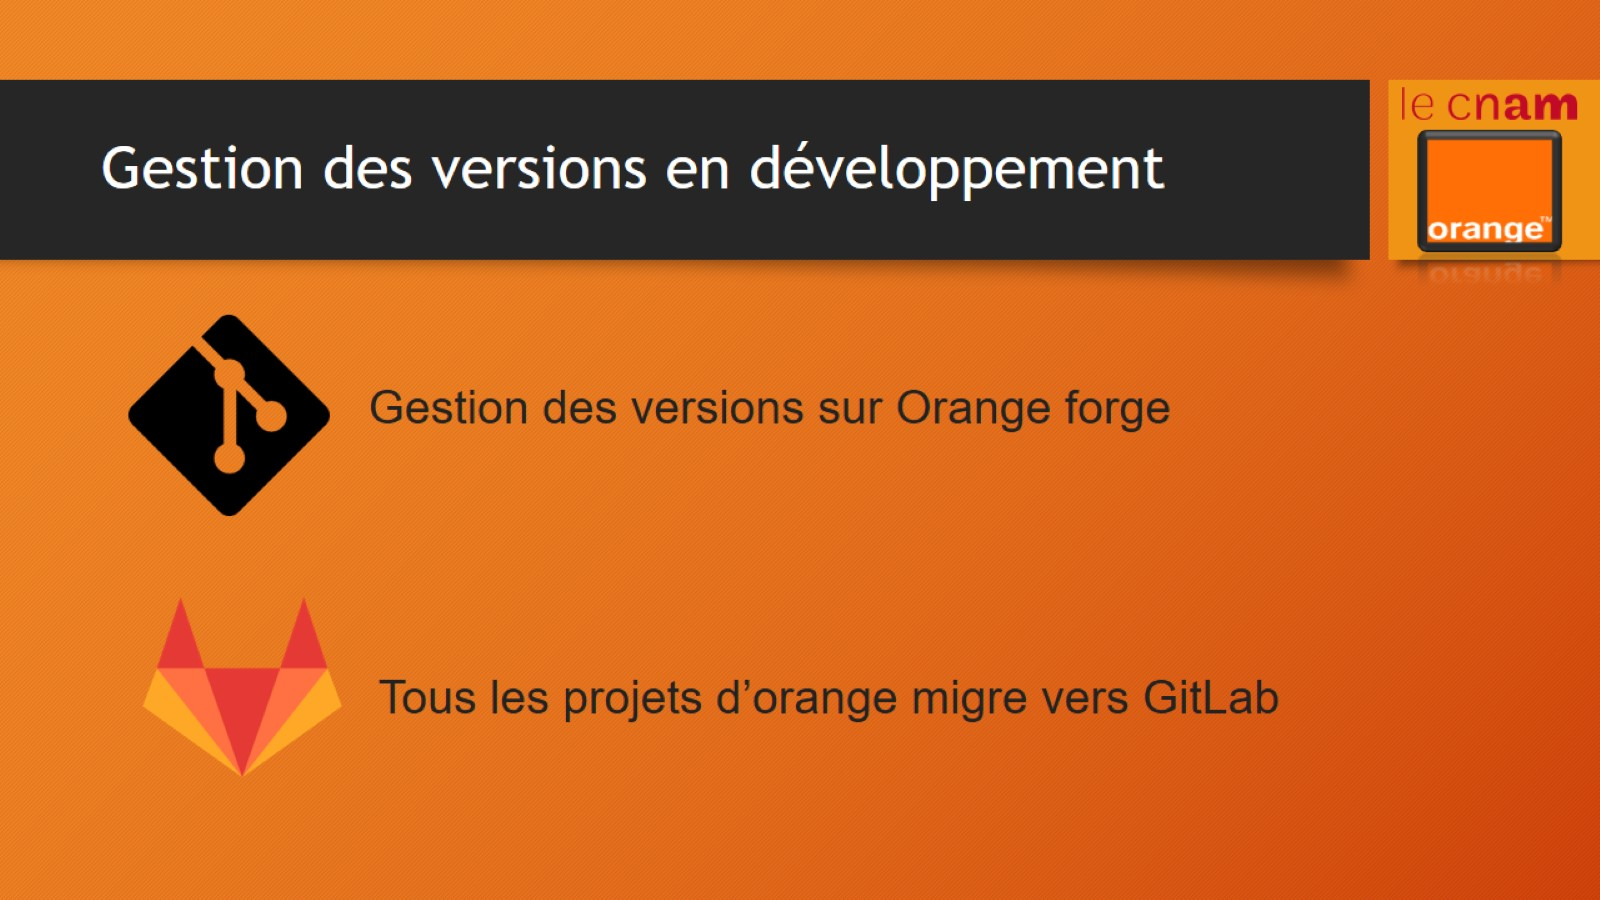 Gestion des versions en développement
le cnam
orange™
Gestion des versions sur Orange forge
Tous les projets d’orange migre vers GitLab